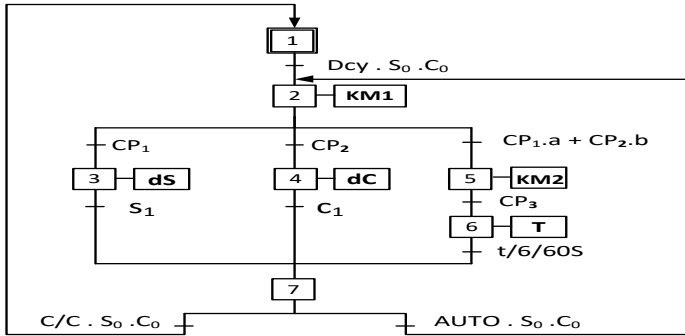 1
Dcy . S₀ .C₀
2 KM1
CP₁ CP₂ CP₁.a + CP₂.b
3 dS 4 dC 5 KM2
S₁ C₁ CP₃
6 T
t/6/60S
7
C/C . S₀ .C₀ AUTO . S₀ .C₀